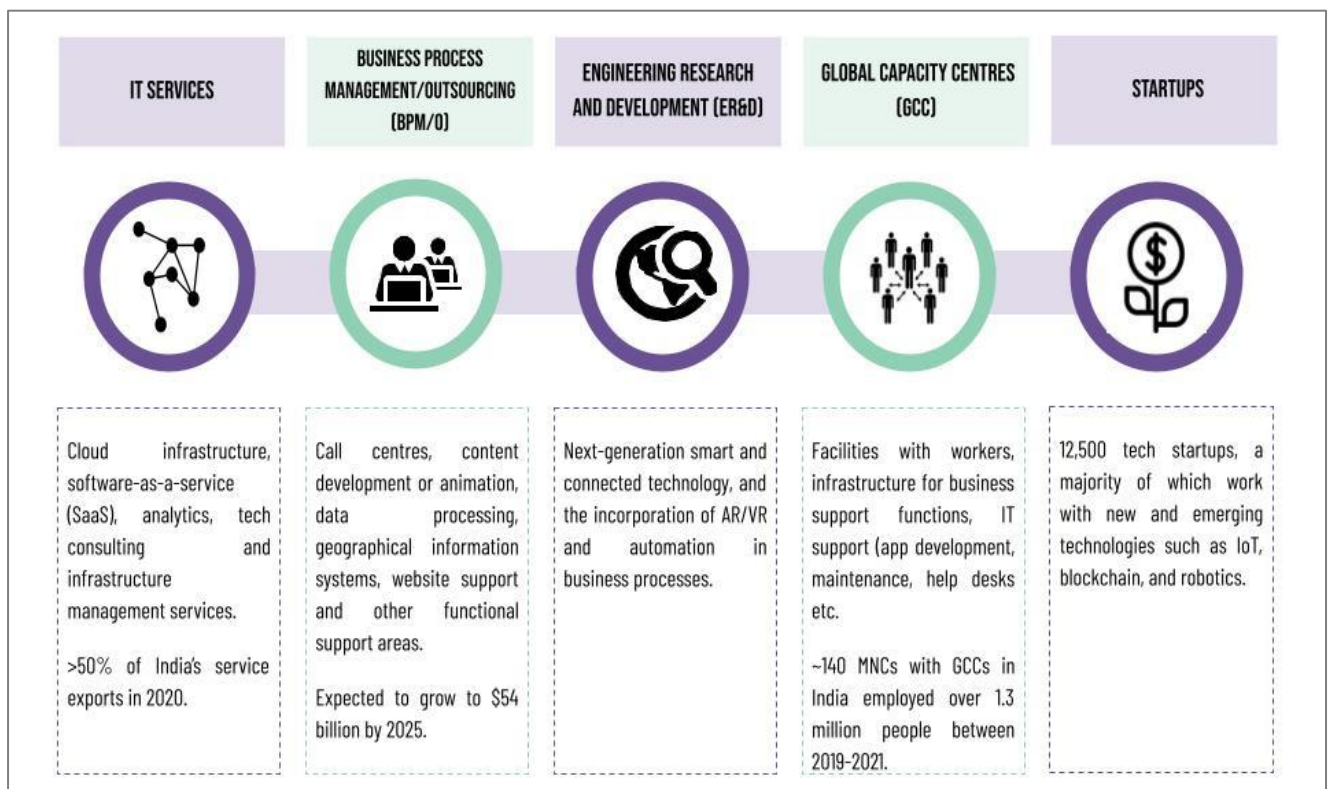 IT SERVICES
BUSINESS PROCESS
MANAGEMENT/OUTSOURCING
(BPM/O)
ENGINEERING RESEARCH
AND DEVELOPMENT (ER&D)
GLOBAL CAPACITY CENTRES
(GCC)
STARTUPS
$
Cloud infrastructure,
software-as-a-service
(SaaS), analytics, tech
consulting and
infrastructure
management services.
>50% of India's service
exports in 2020.
Call centres, content
development or animation,
data processing,
geographical information
systems, website support
and other functional
support areas.
Expected to grow to $54
billion by 2025.
Next-generation smart and
connected technology, and
the incorporation of AR/VR
and automation in
business processes.
Facilities with workers,
infrastructure for business
support functions, IT
support (app development,
maintenance, help desks
etc.
~140 MNCs with GCCs in
India employed over 1.3
million people between
2019-2021.
12,500 tech startups, a
majority of which work
with new and emerging
technologies such as IoT,
blockchain, and robotics.